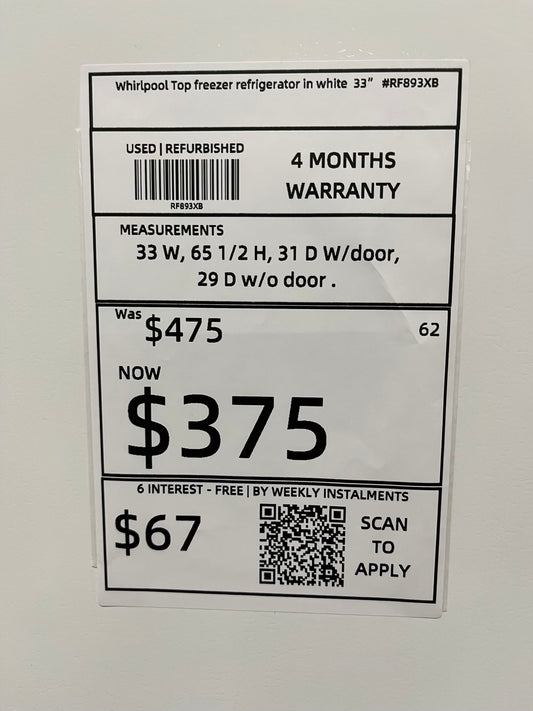 Whirlpool Top freezer refrigerator in white 33" #RF893XB
USED | REFURBISHED
RF893XB
4 MONTHS
WARRANTY
MEASUREMENTS
33 W, 65 1/2 H, 31 D W/door,
29 D w/o door .
Was $475
62
NOW
$375
6 INTEREST - FREE | BY WEEKLY INSTALMENTS
$67
SCAN
TO
APPLY